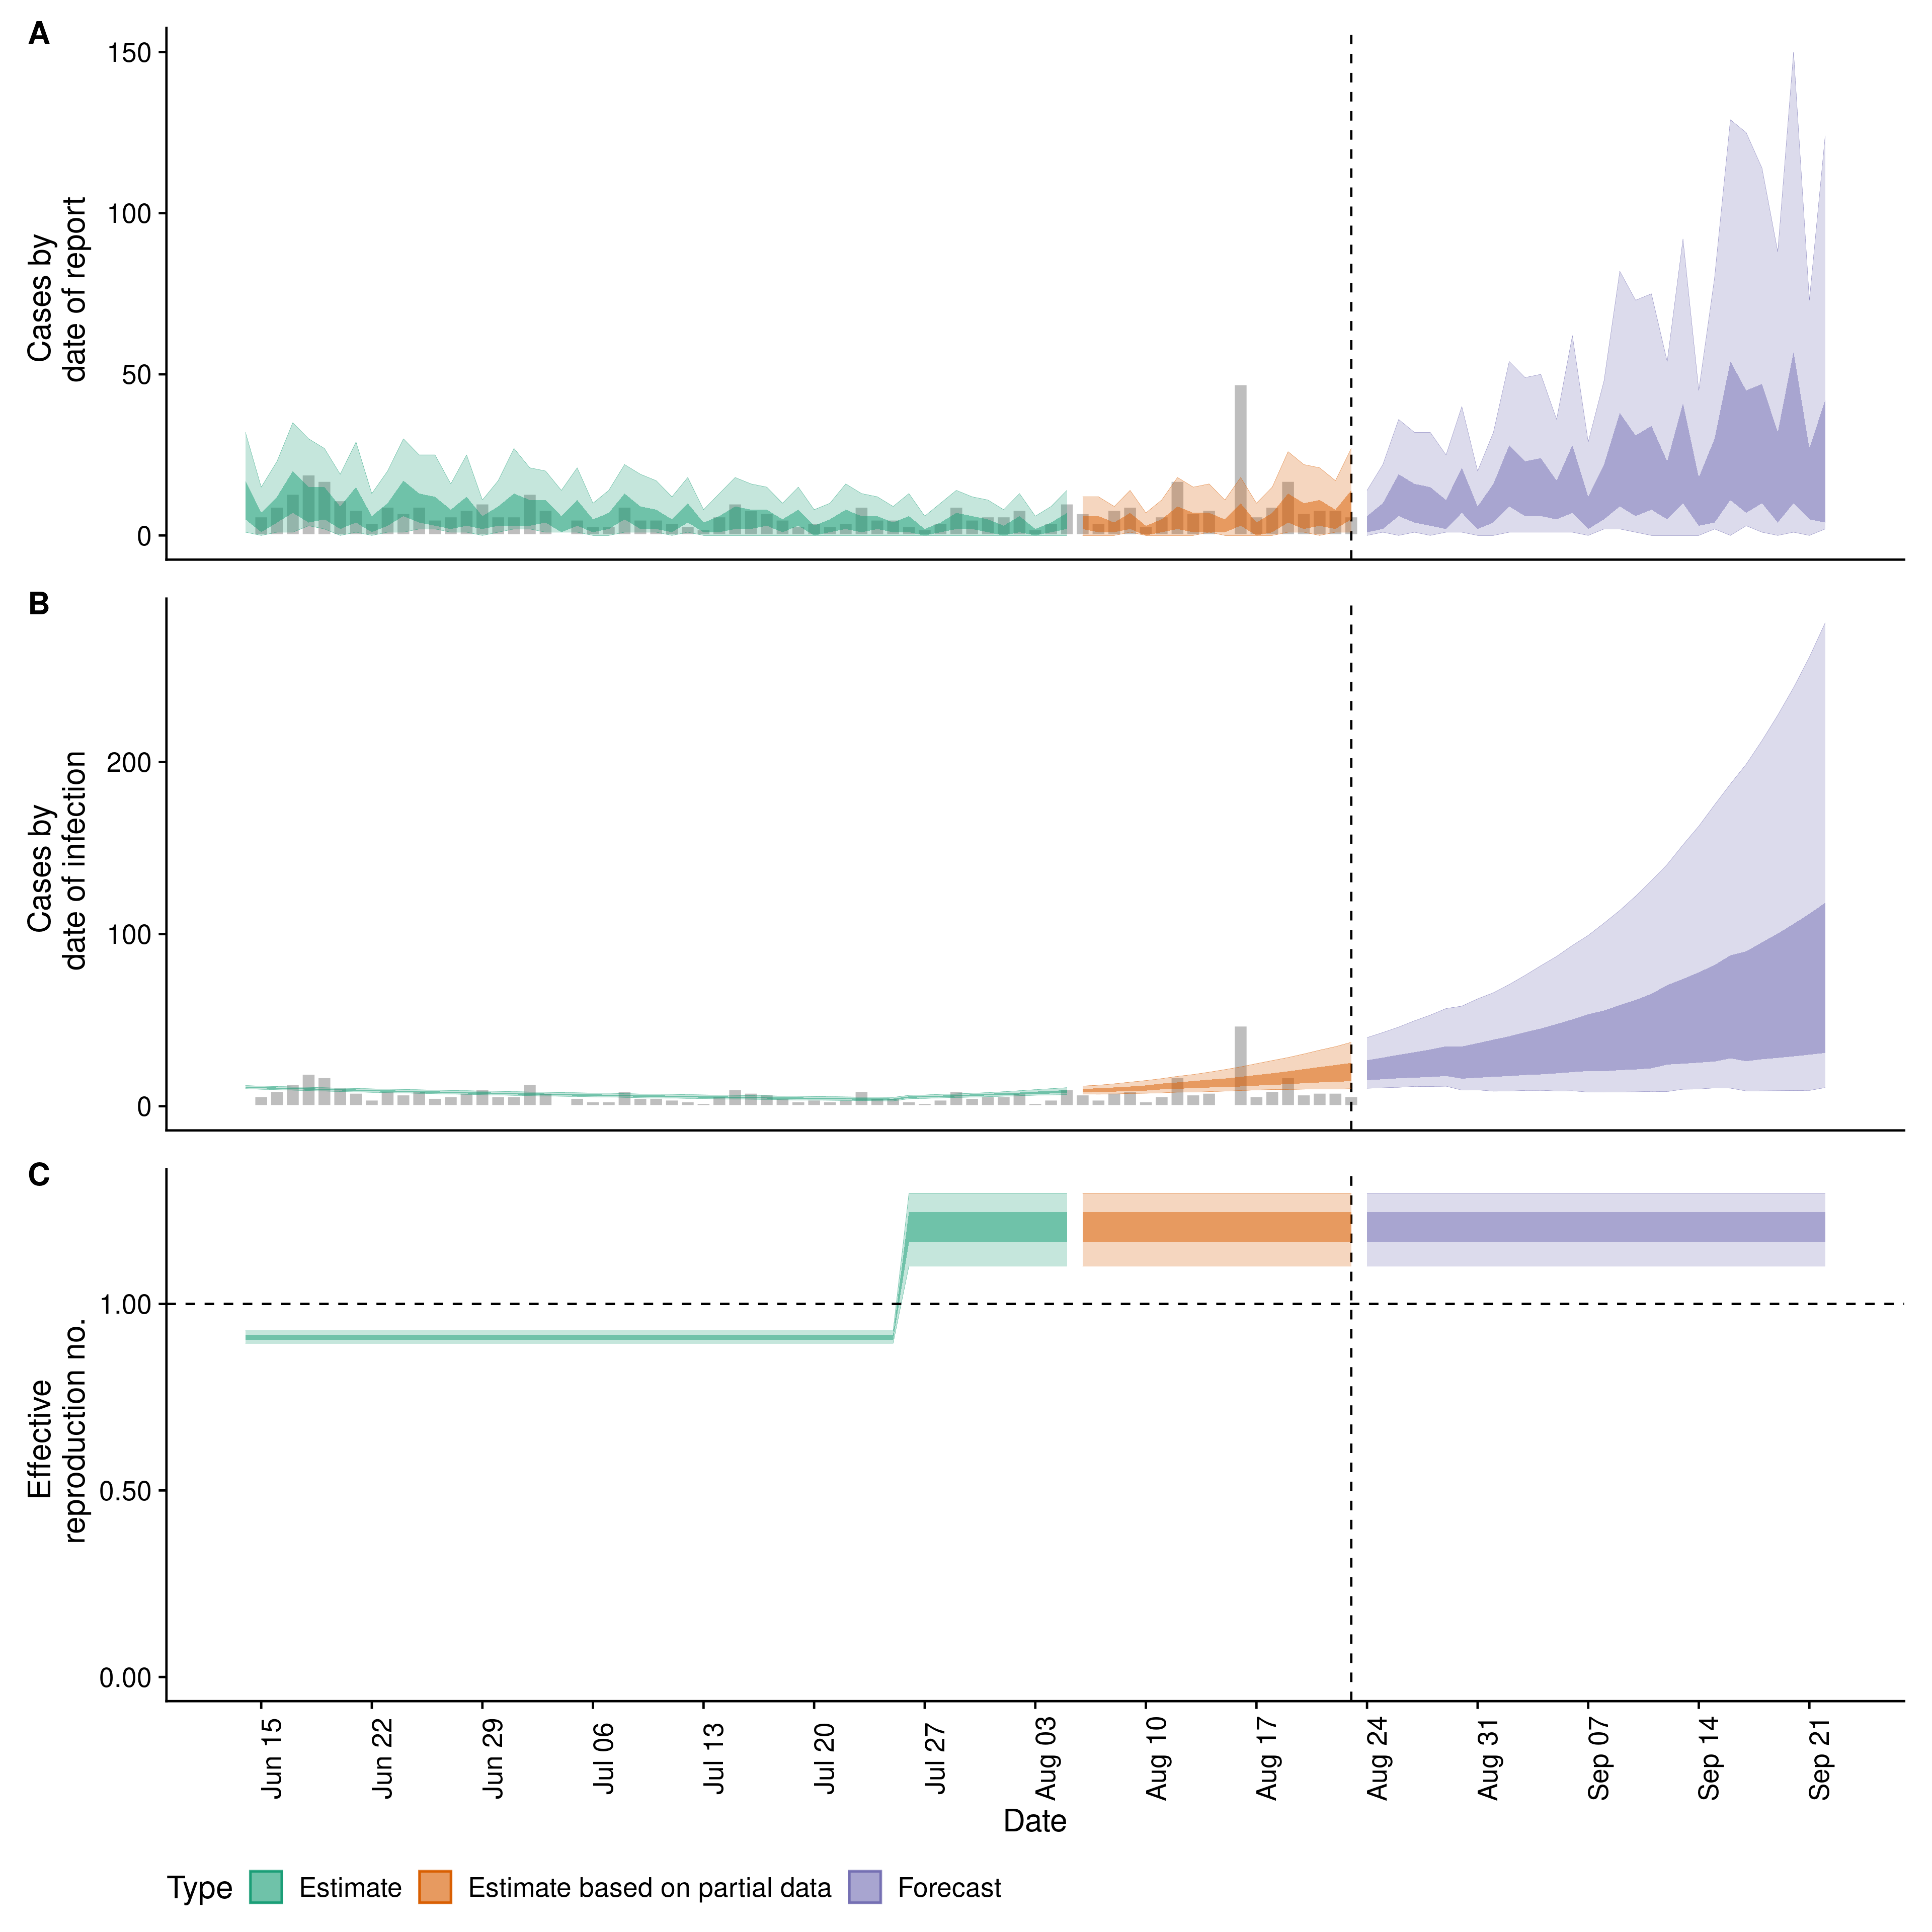 A
150
100
50
0
Cases by
date of report
B
200
100
0
Cases by
date of infection
C
1.00
0.50
0.00
Effective
reproduction no.
Jun 15
Jun 22
Jun 29
Jul 06
Jul 13
Jul 20
Jul 27
Aug 03
Aug 10
Aug 17
Aug 24
Aug 31
Sep 07
Sep 14
Sep 21
Date
Type Estimate Estimate based on partial data Forecast